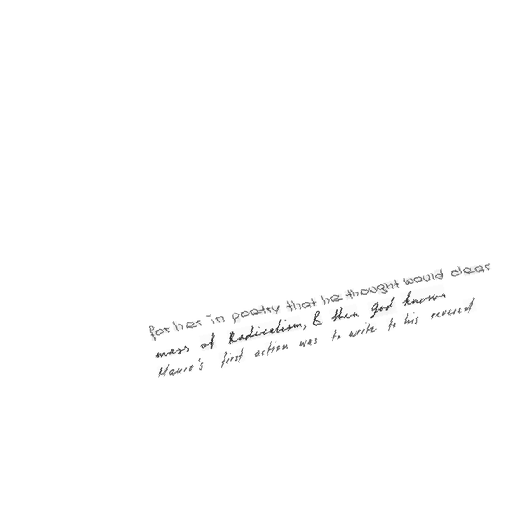 for her in poetry that he thought would clear
mass of Radicalism, & then God knows
Mauro's first action was to write to his revered